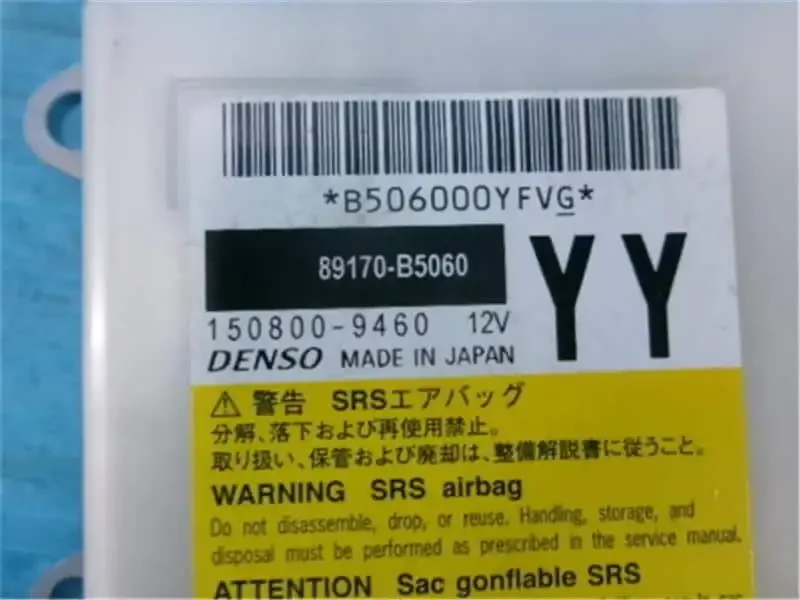 *B506000YFVG*
89170-B5060
YY
150800-9460 12V
DENSO MADE IN JAPAN
⚠ 警告 SRSエアバッグ
分解、落下および再使用禁止。
取り扱い、保管および廃却は、整備解説書に従うこと。
WARNING SRS airbag
Do not disassemble, drop, or reuse. Handling, storage, and
disposal must be performed as prescribed in the service manual.
ATTENTION Sac gonflable SRS